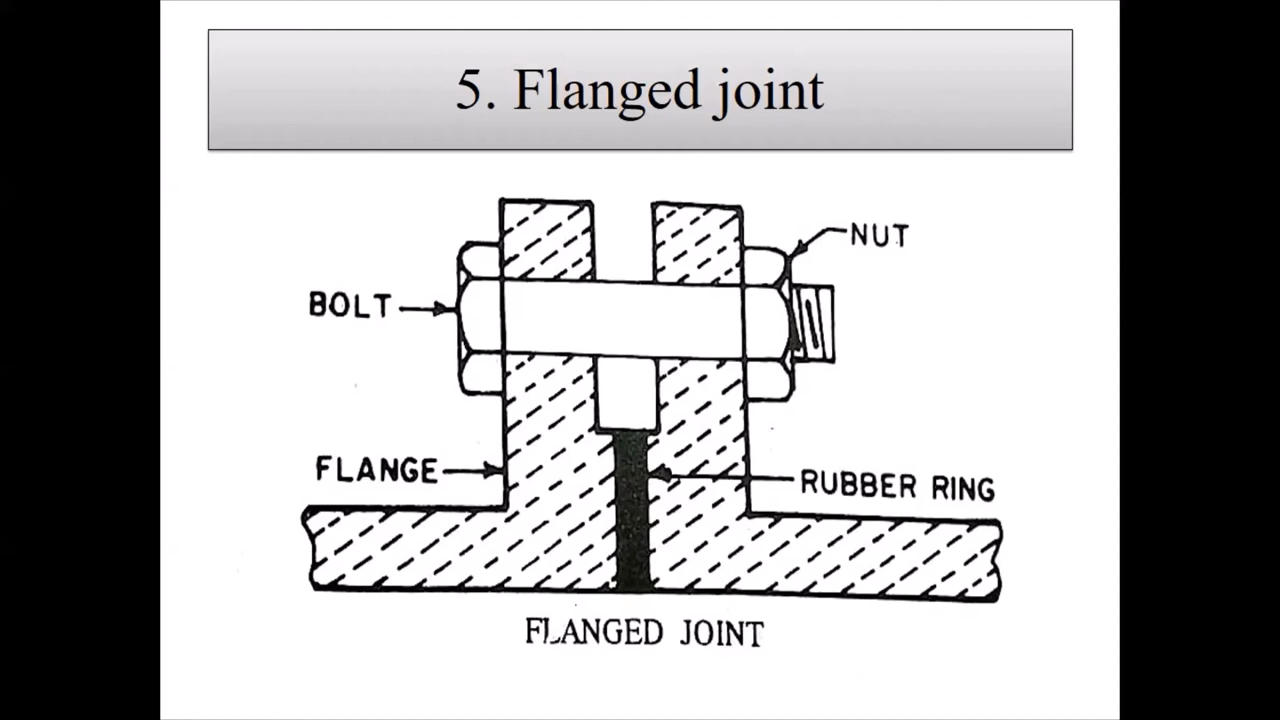 5. Flanged joint
NUT
BOLT
FLANGE
RUBBER RING
FLANGED JOINT